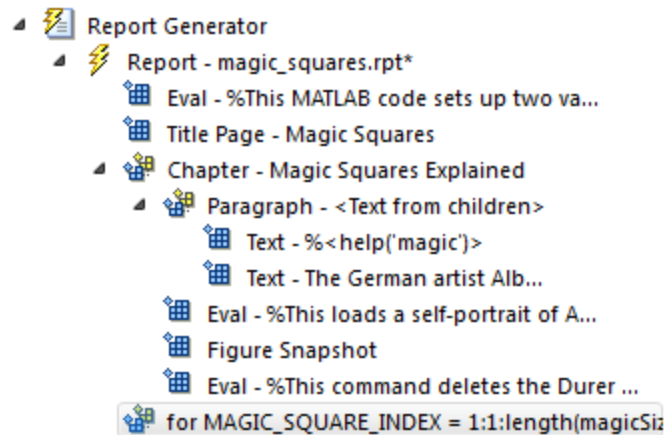 Report Generator
Report - magic_squares.rpt*
Eval - %This MATLAB code sets up two va...
Title Page - Magic Squares
Chapter - Magic Squares Explained
Paragraph - <Text from children>
Text - %<help('magic')>
Text - The German artist Alb...
Eval - %This loads a self-portrait of A...
Figure Snapshot
Eval - %This command deletes the Durer ...
for MAGIC_SQUARE_INDEX = 1:1:length(magicSiz